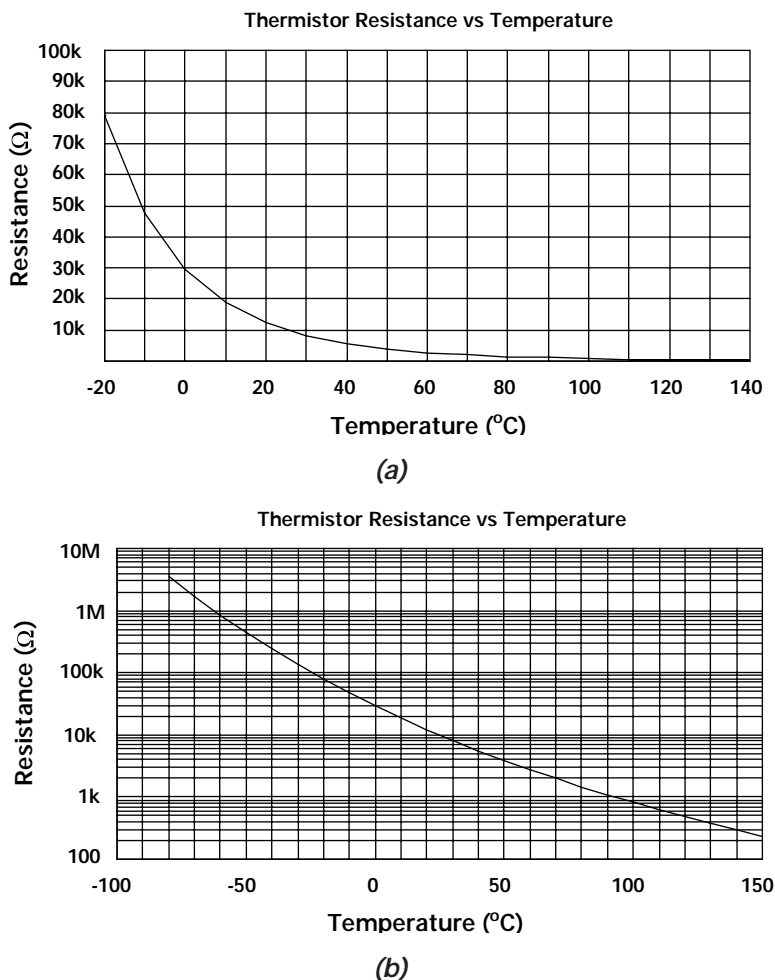 Thermistor Resistance vs Temperature
Resistance (Ω)
100k
90k
80k
70k
60k
50k
40k
30k
20k
10k
-20 0 20 40 60 80 100 120 140
Temperature (°C)
(a)
Thermistor Resistance vs Temperature
Resistance (Ω)
10M
1M
100k
10k
1k
100
-100 -50 0 50 100 150
Temperature (°C)
(b)